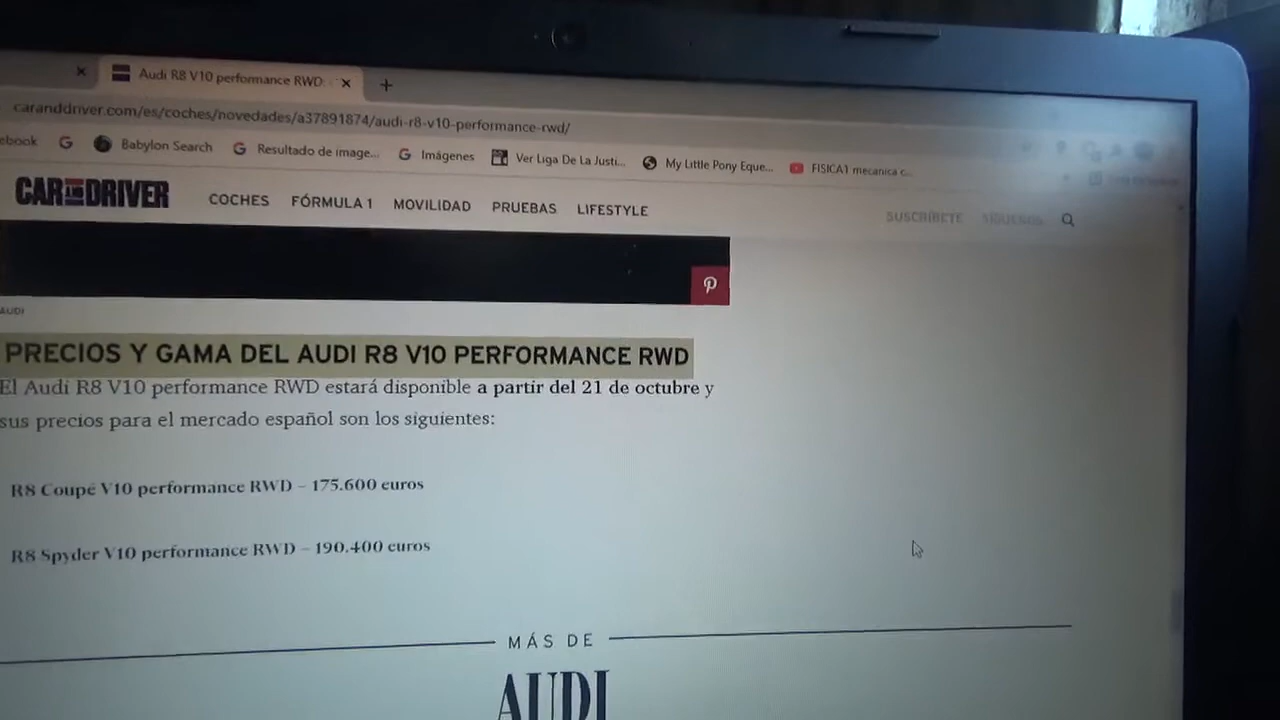 Audi R8 V10 performance RWD
caranddriver.com/es/coches/novedades/a37891874/audi-r8-v10-performance-rwd/
ebook
Babylon Search
Resultado de image...
Imágenes
Ver Liga De La Justi...
My Little Pony Eque...
FISICA1 mecanica c...
CAR AND DRIVER
COCHES
FÓRMULA 1
MOVILIDAD
PRUEBAS
LIFESTYLE
SUSCRÍBETE
SÍGUENOS
AUDI
PRECIOS Y GAMA DEL AUDI R8 V10 PERFORMANCE RWD
El Audi R8 V10 performance RWD estará disponible a partir del 21 de octubre y
sus precios para el mercado español son los siguientes:
R8 Coupé V10 performance RWD – 175.600 euros
R8 Spyder V10 performance RWD – 190.400 euros
MÁS DE
AUDI